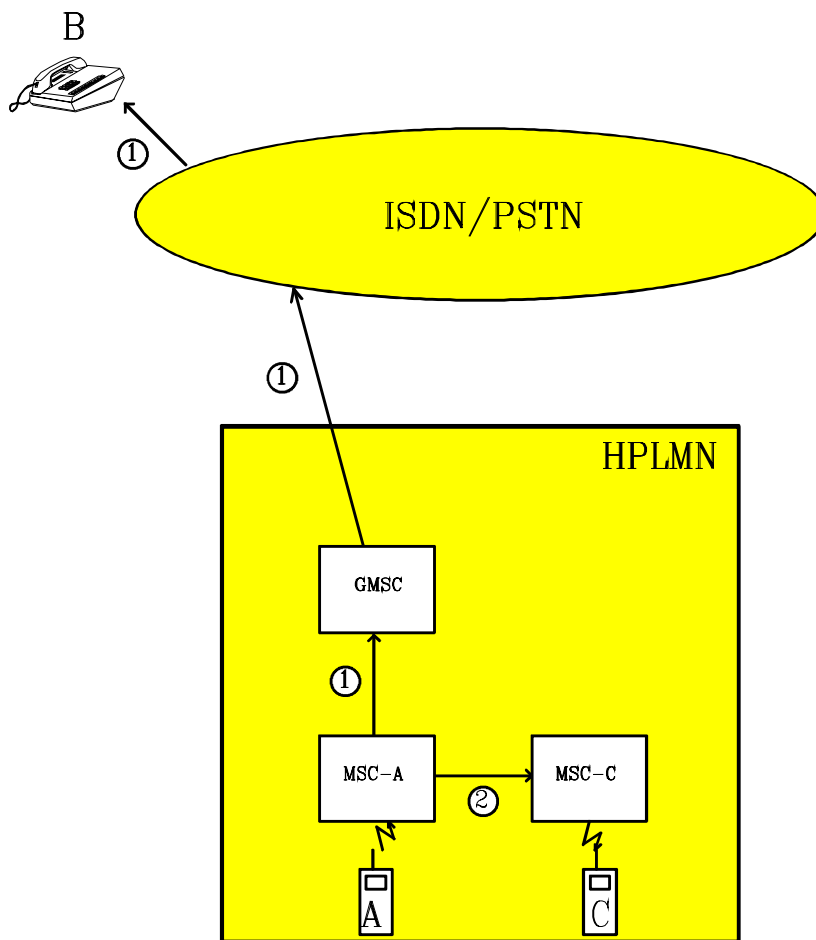 B
①
ISDN/PSTN
①
HPLMN
GMSC
①
MSC-A
MSC-C
②
A
C